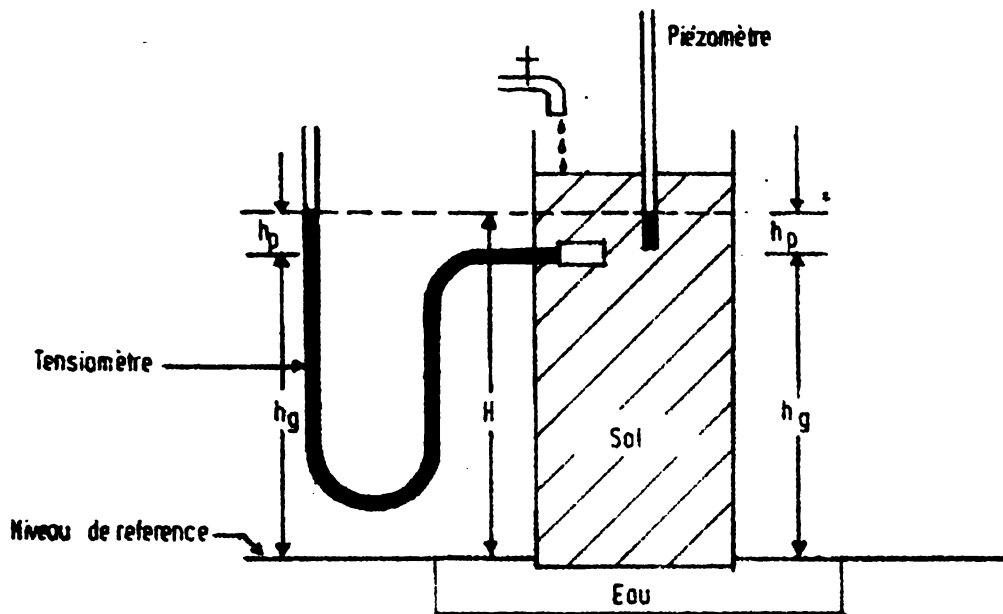 Piézomètre
hp
hp
Tensiomètre
hg
H
hg
Sol
Niveau de reference
Eau